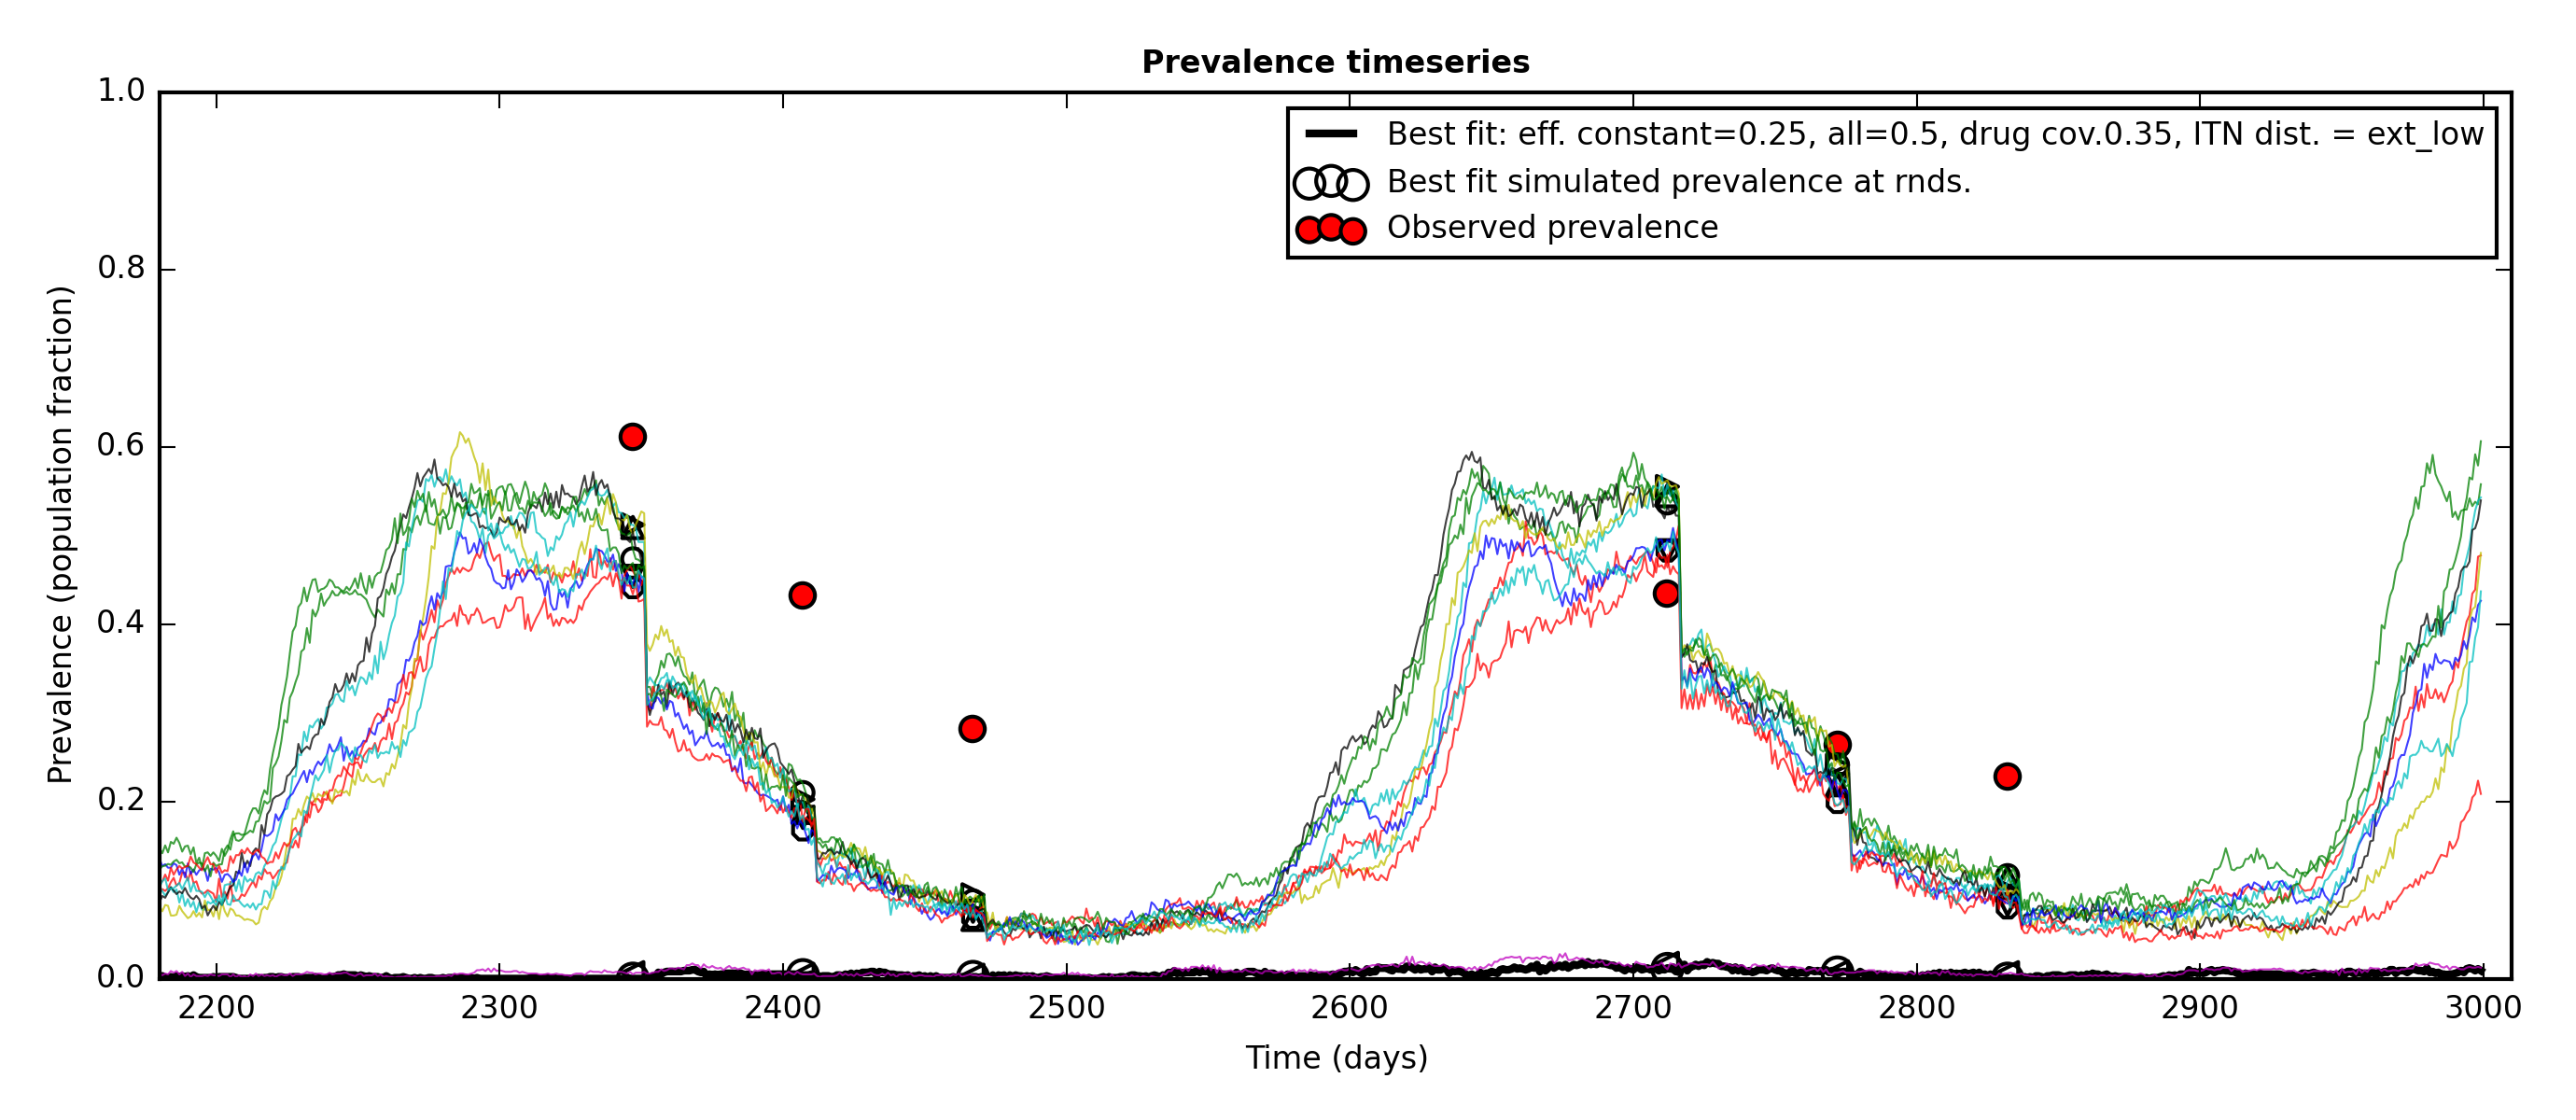 Prevalence timeseries
Best fit: eff. constant=0.25, all=0.5, drug cov.0.35, ITN dist. = ext_low
Best fit simulated prevalence at rnds.
Observed prevalence
Prevalence (population fraction)
1.0
0.8
0.6
0.4
0.2
0.0
2200 2300 2400 2500 2600 2700 2800 2900 3000
Time (days)